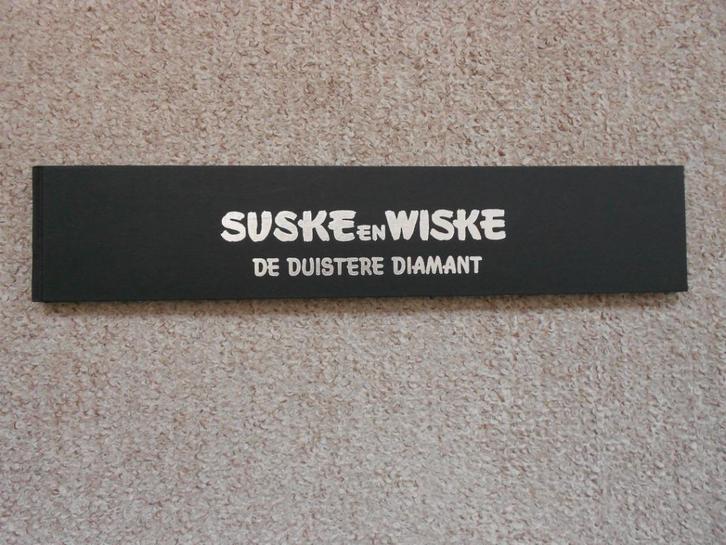 SUSKE EN WISKE
DE DUISTERE DIAMANT